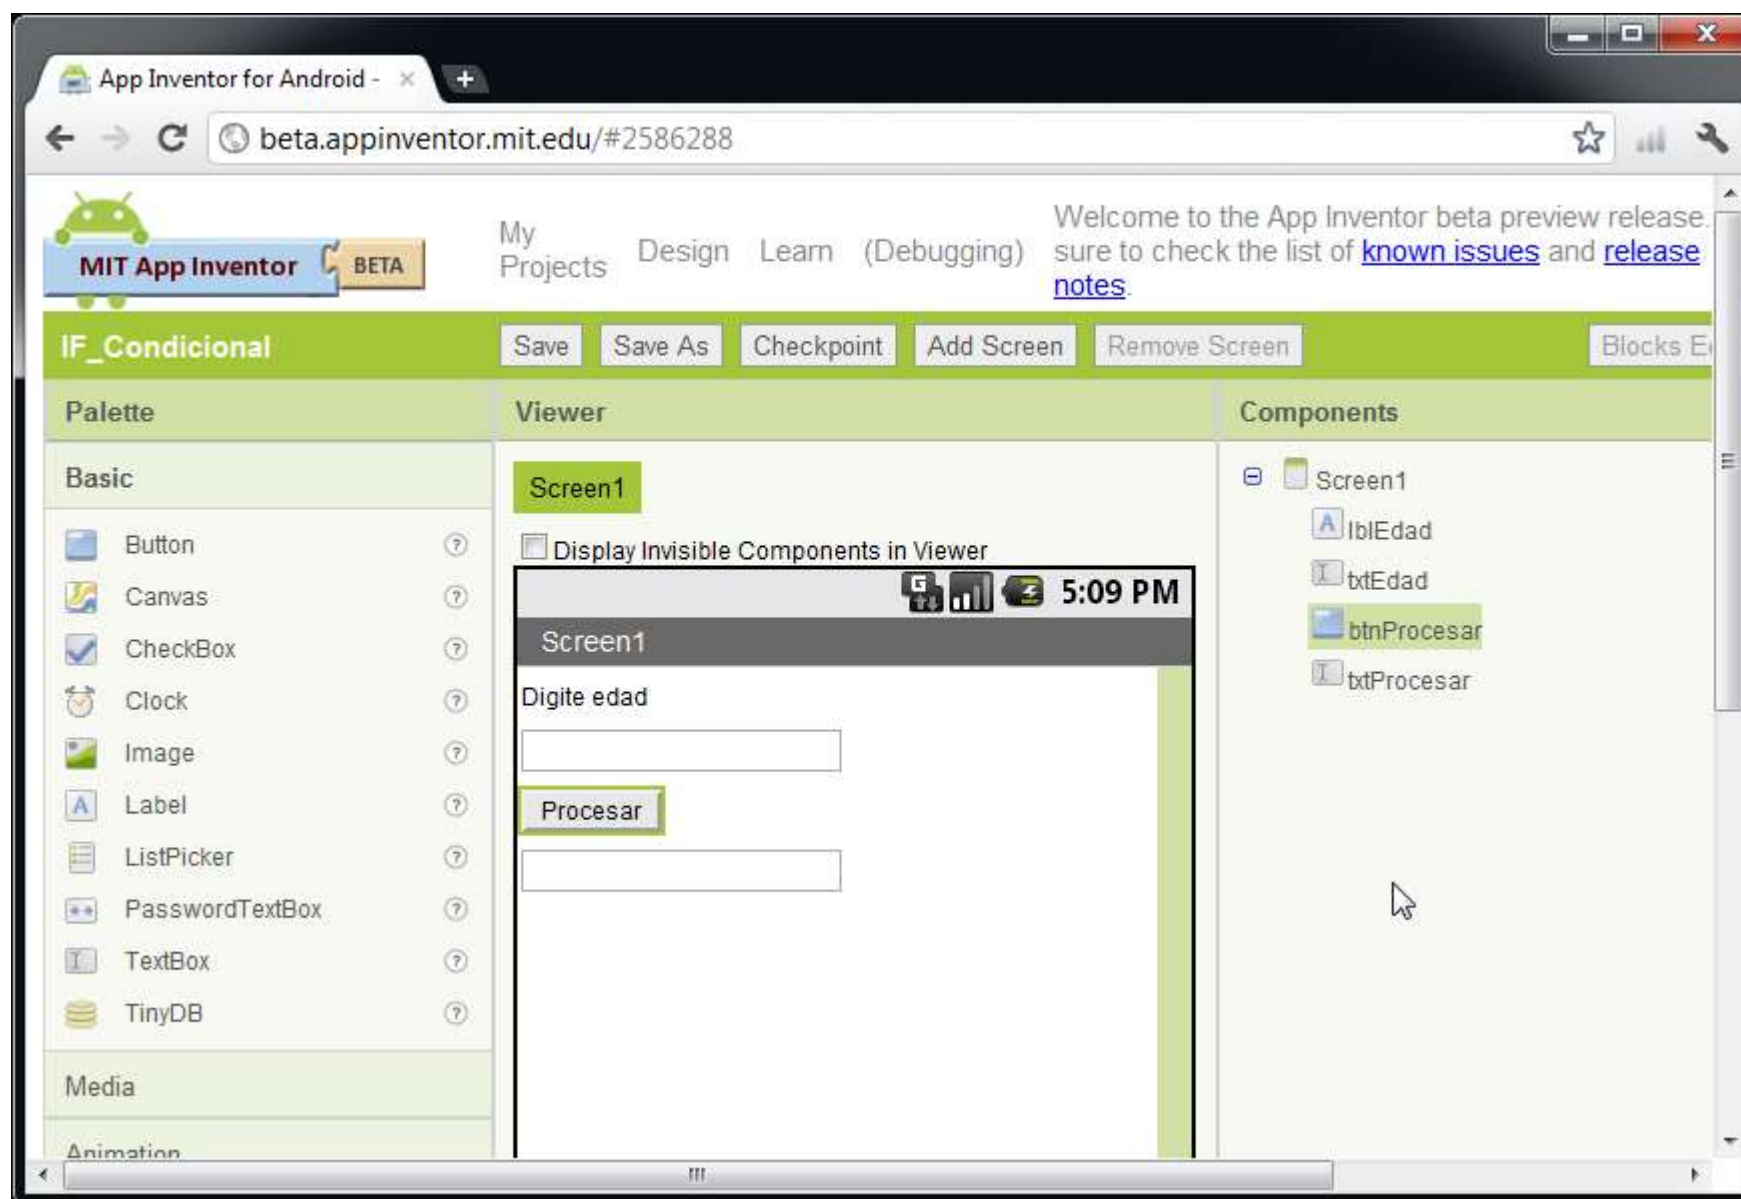 App Inventor for Android -
beta.appinventor.mit.edu/#2586288
MIT App Inventor BETA
My Projects
Design
Learn
(Debugging)
Welcome to the App Inventor beta preview release.
sure to check the list of known issues and release
notes.
IF_Condicional
Save
Save As
Checkpoint
Add Screen
Remove Screen
Blocks E
Palette
Viewer
Components
Basic
Button
Canvas
CheckBox
Clock
Image
Label
ListPicker
PasswordTextBox
TextBox
TinyDB
Media
Animation
Screen1
Display Invisible Components in Viewer
5:09 PM
Screen1
Digite edad
Procesar
Screen1
lblEdad
txtEdad
btnProcesar
txtProcesar